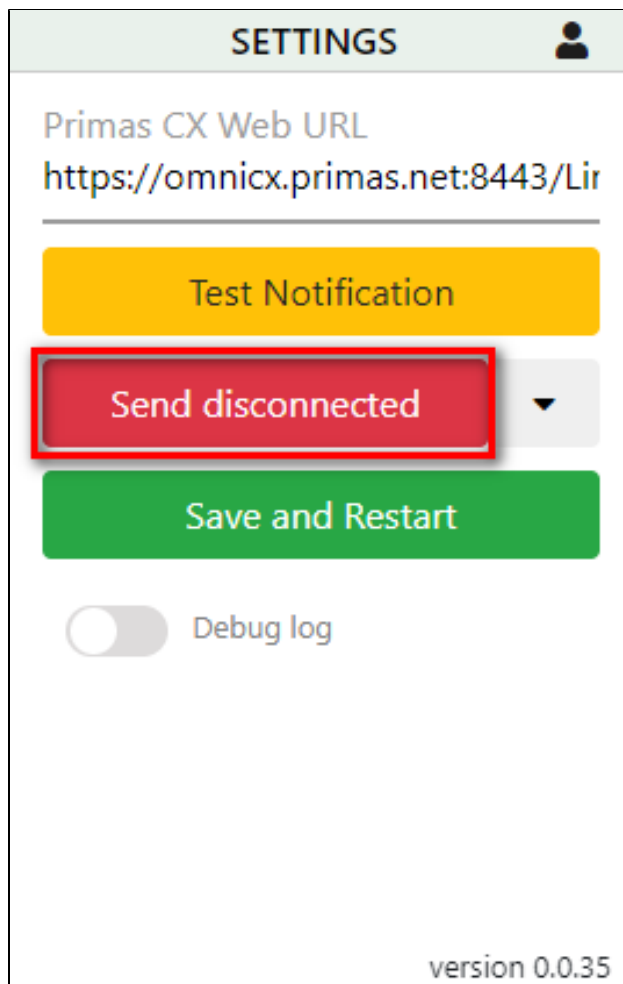 SETTINGS
Primas CX Web URL
https://omnicx.primas.net:8443/Lir
Test Notification
Send disconnected
Save and Restart
Debug log
version 0.0.35